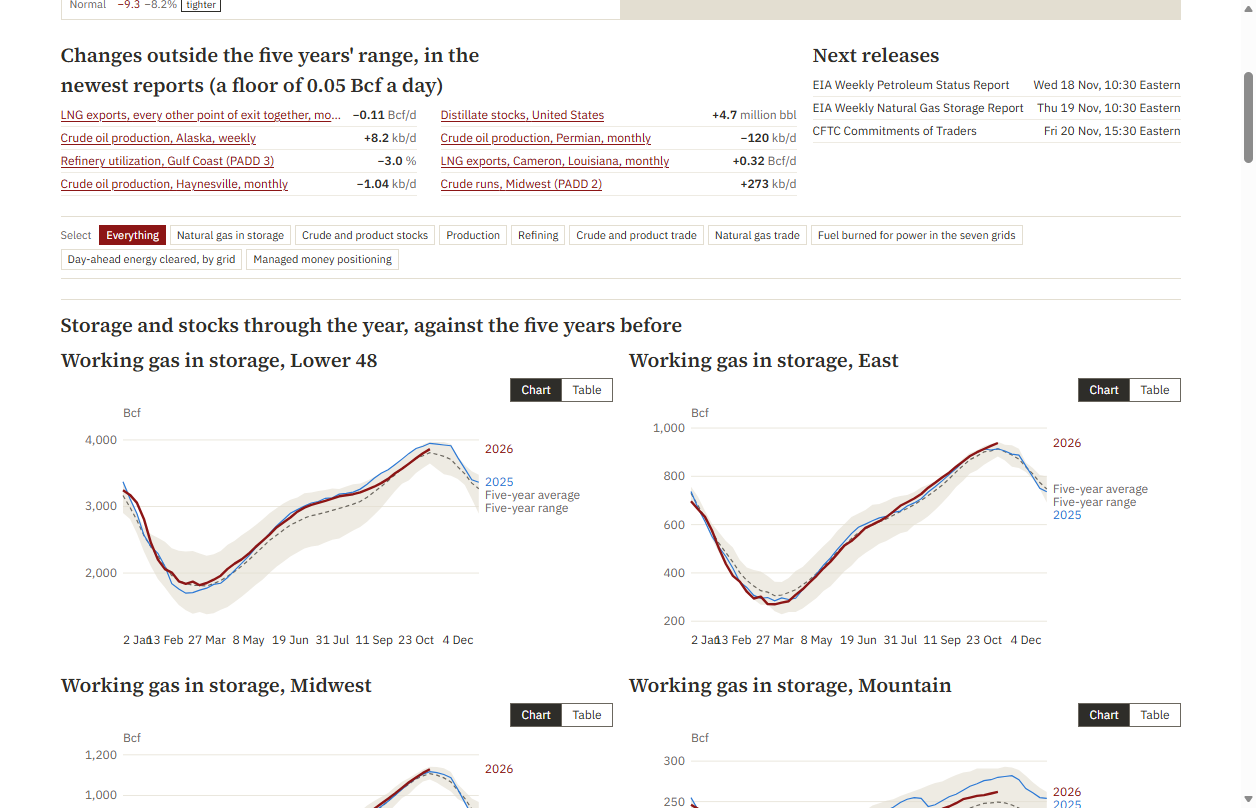 Normal −9.3 −8.2% tighter
Changes outside the five years' range, in the
newest reports (a floor of 0.05 Bcf a day)
LNG exports, every other point of exit together, mo... −0.11 Bcf/d
Crude oil production, Alaska, weekly +8.2 kb/d
Refinery utilization, Gulf Coast (PADD 3) −3.0 %
Crude oil production, Haynesville, monthly −1.04 kb/d
Distillate stocks, United States +4.7 million bbl
Crude oil production, Permian, monthly −120 kb/d
LNG exports, Cameron, Louisiana, monthly +0.32 Bcf/d
Crude runs, Midwest (PADD 2) +273 kb/d
Next releases
EIA Weekly Petroleum Status Report Wed 18 Nov, 10:30 Eastern
EIA Weekly Natural Gas Storage Report Thu 19 Nov, 10:30 Eastern
CFTC Commitments of Traders Fri 20 Nov, 15:30 Eastern
Select Everything Natural gas in storage Crude and product stocks Production Refining Crude and product trade Natural gas trade Fuel burned for power in the seven grids
Day-ahead energy cleared, by grid Managed money positioning
Storage and stocks through the year, against the five years before
Working gas in storage, Lower 48
Chart Table
Bcf
4,000
3,000
2,000
2026
2025
Five-year average
Five-year range
2 Jan 13 Feb 27 Mar 8 May 19 Jun 31 Jul 11 Sep 23 Oct 4 Dec
Working gas in storage, East
Chart Table
Bcf
1,000
800
600
400
200
2026
Five-year average
Five-year range
2025
2 Jan 13 Feb 27 Mar 8 May 19 Jun 31 Jul 11 Sep 23 Oct 4 Dec
Working gas in storage, Midwest
Chart Table
Bcf
1,200
1,000
2026
Working gas in storage, Mountain
Chart Table
Bcf
300
250
2026
2025